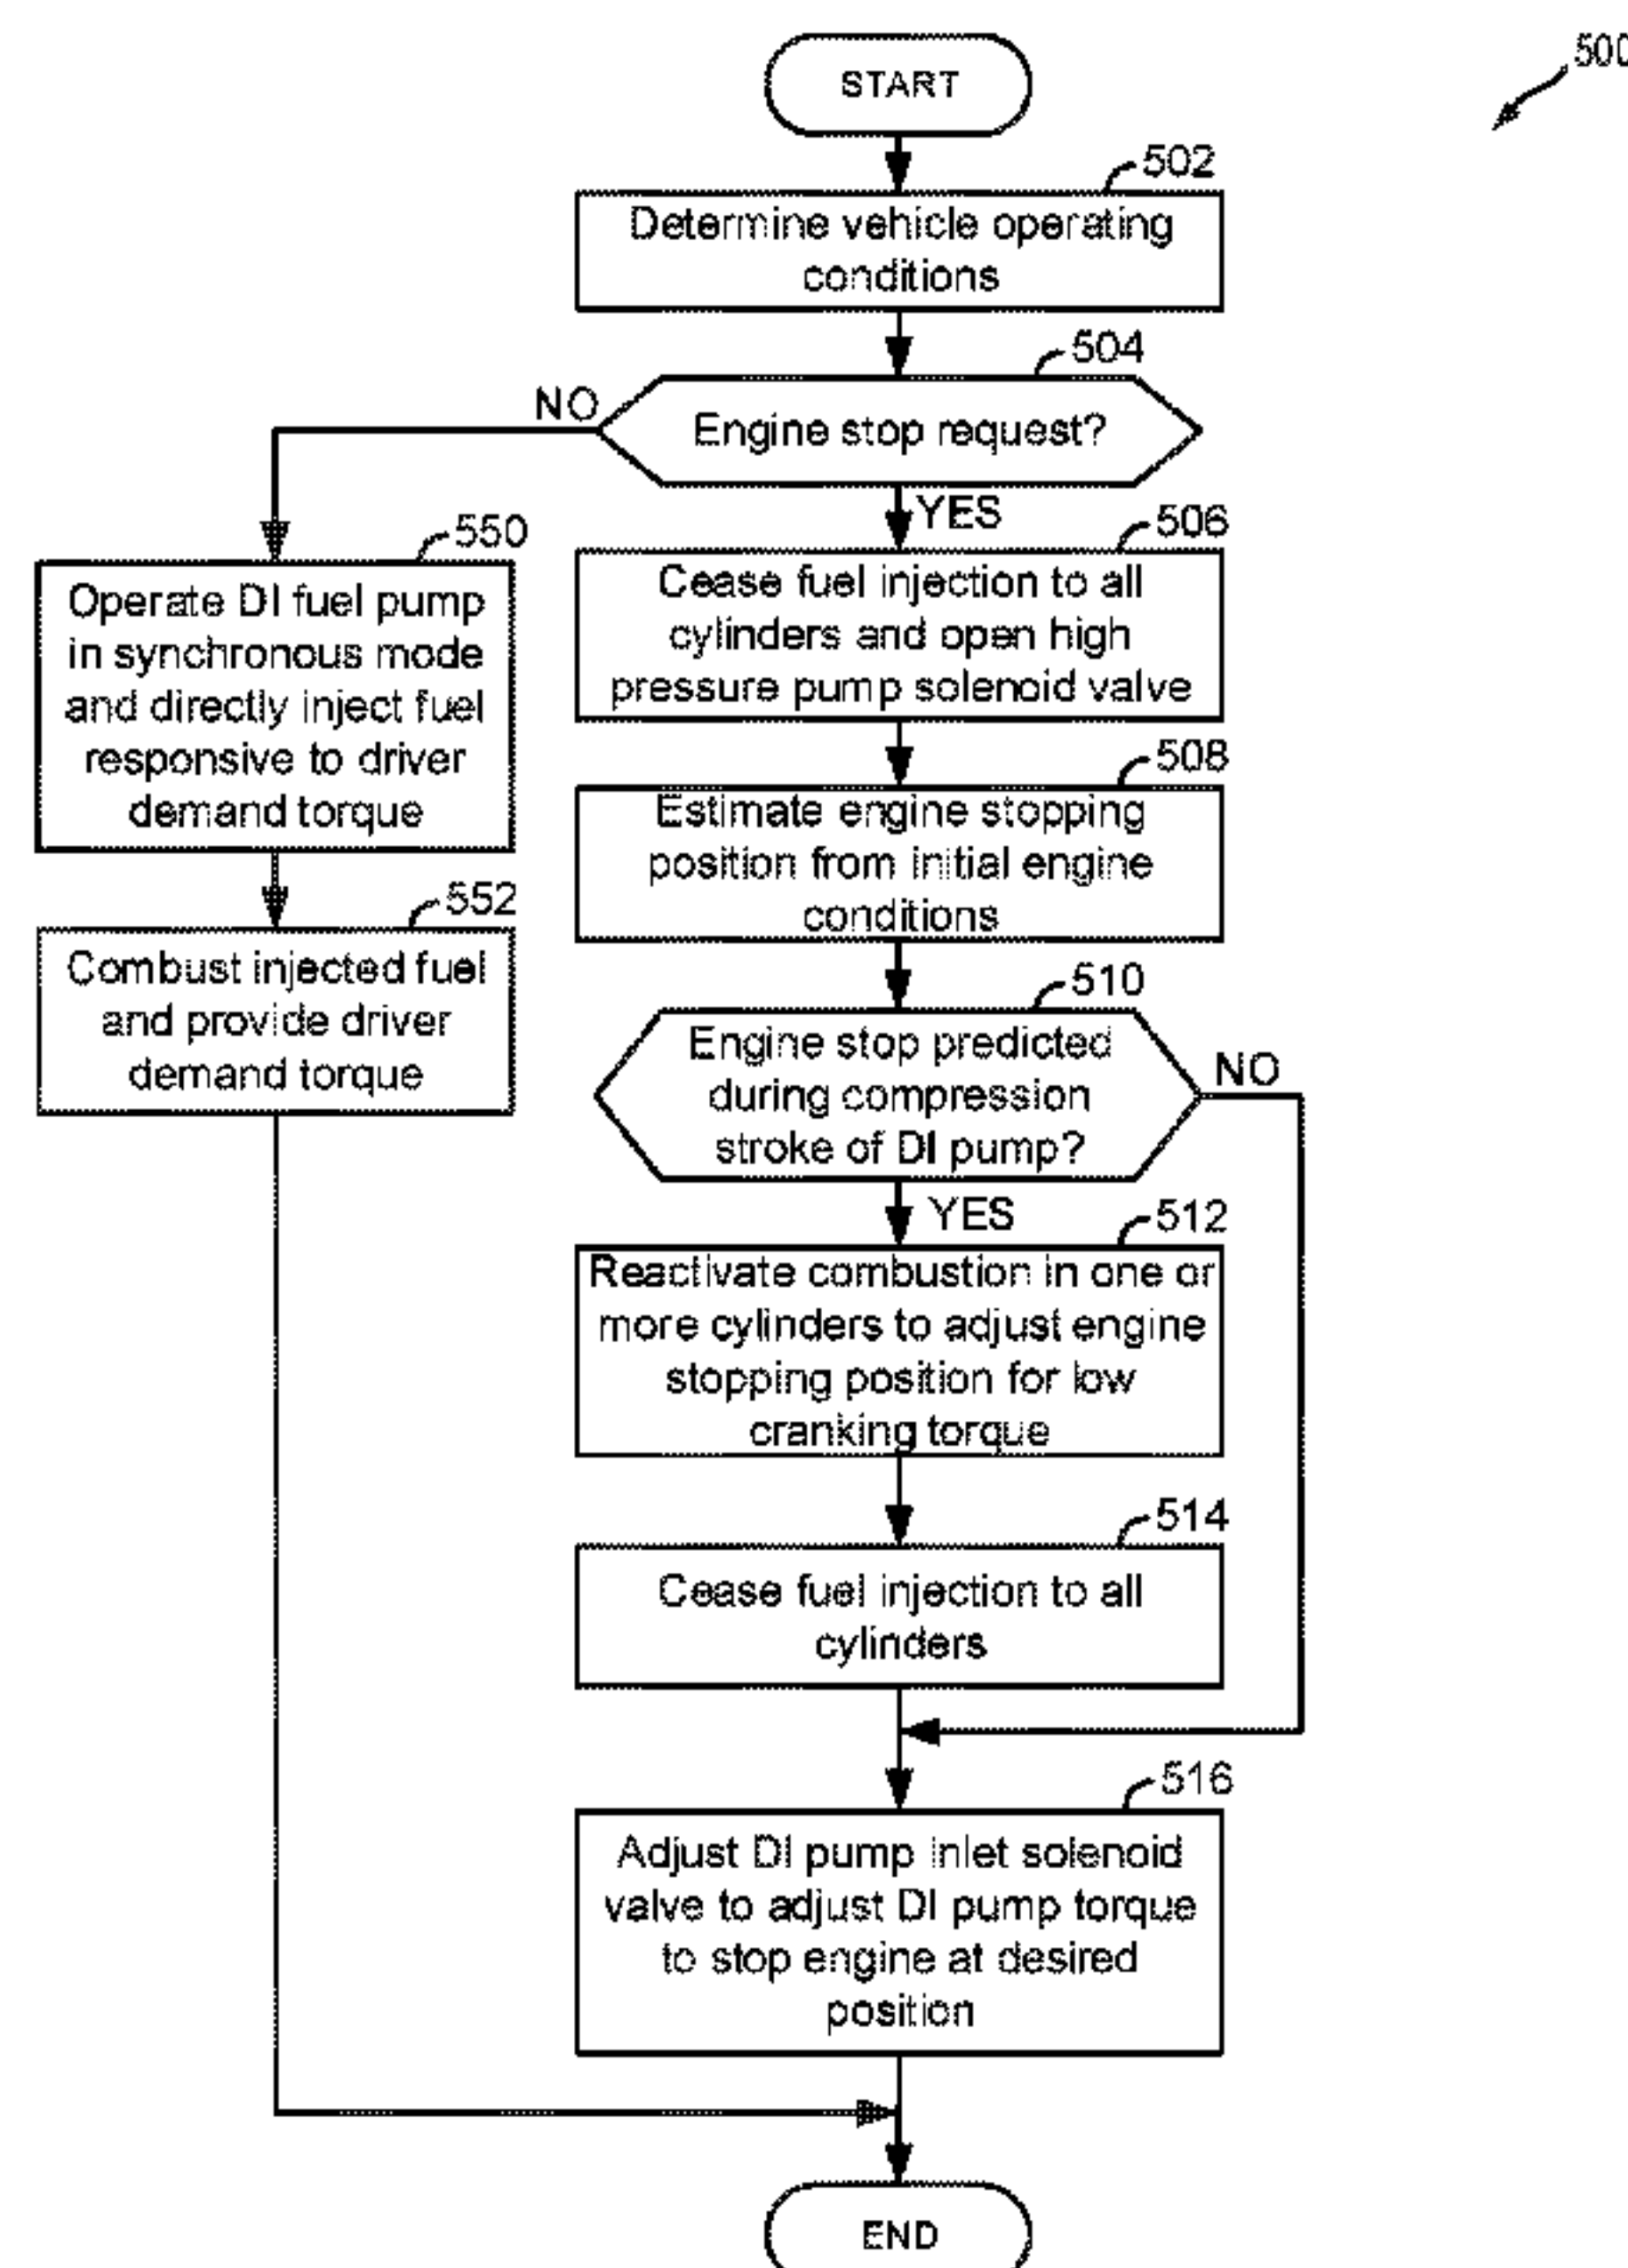 500
START
502
Determine vehicle operating
conditions
504
NO
Engine stop request?
YES
550
Operate DI fuel pump
in synchronous mode
and directly inject fuel
responsive to driver
demand torque
506
Cease fuel injection to all
cylinders and open high
pressure pump solenoid valve
508
Estimate engine stopping
position from initial engine
conditions
552
Combust injected fuel
and provide driver
demand torque
510
Engine stop predicted
during compression
stroke of DI pump?
NO
YES
512
Reactivate combustion in one or
more cylinders to adjust engine
stopping position for low
cranking torque
514
Cease fuel injection to all
cylinders
516
Adjust DI pump inlet solenoid
valve to adjust DI pump torque
to stop engine at desired
position
END